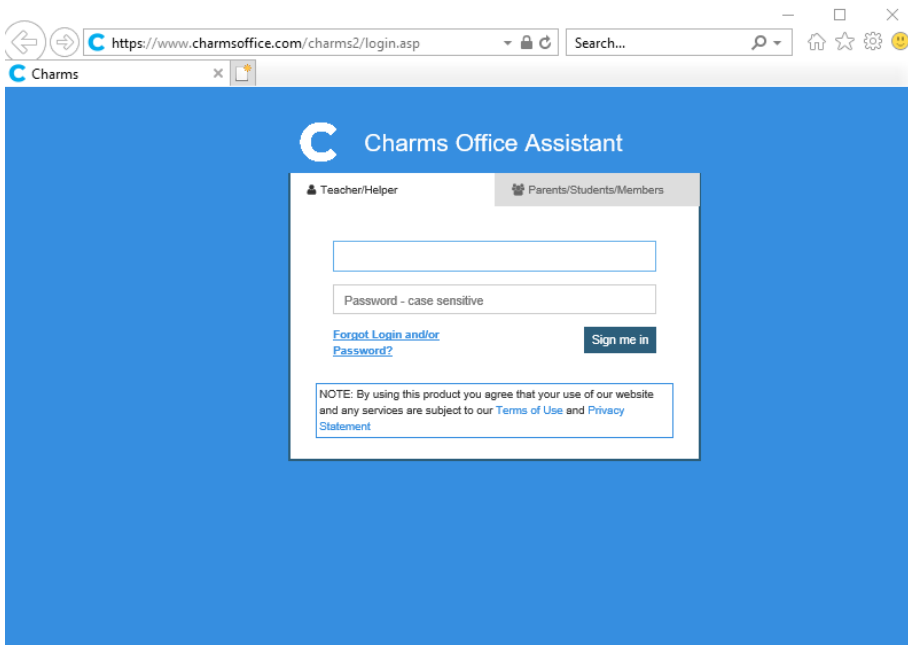 https://www.charmsoffice.com/charms2/login.asp
Search...
Charms
Charms Office Assistant
Teacher/Helper
Parents/Students/Members
Password - case sensitive
Forgot Login and/or
Password?
Sign me in
NOTE: By using this product you agree that your use of our website
and any services are subject to our Terms of Use and Privacy
Statement